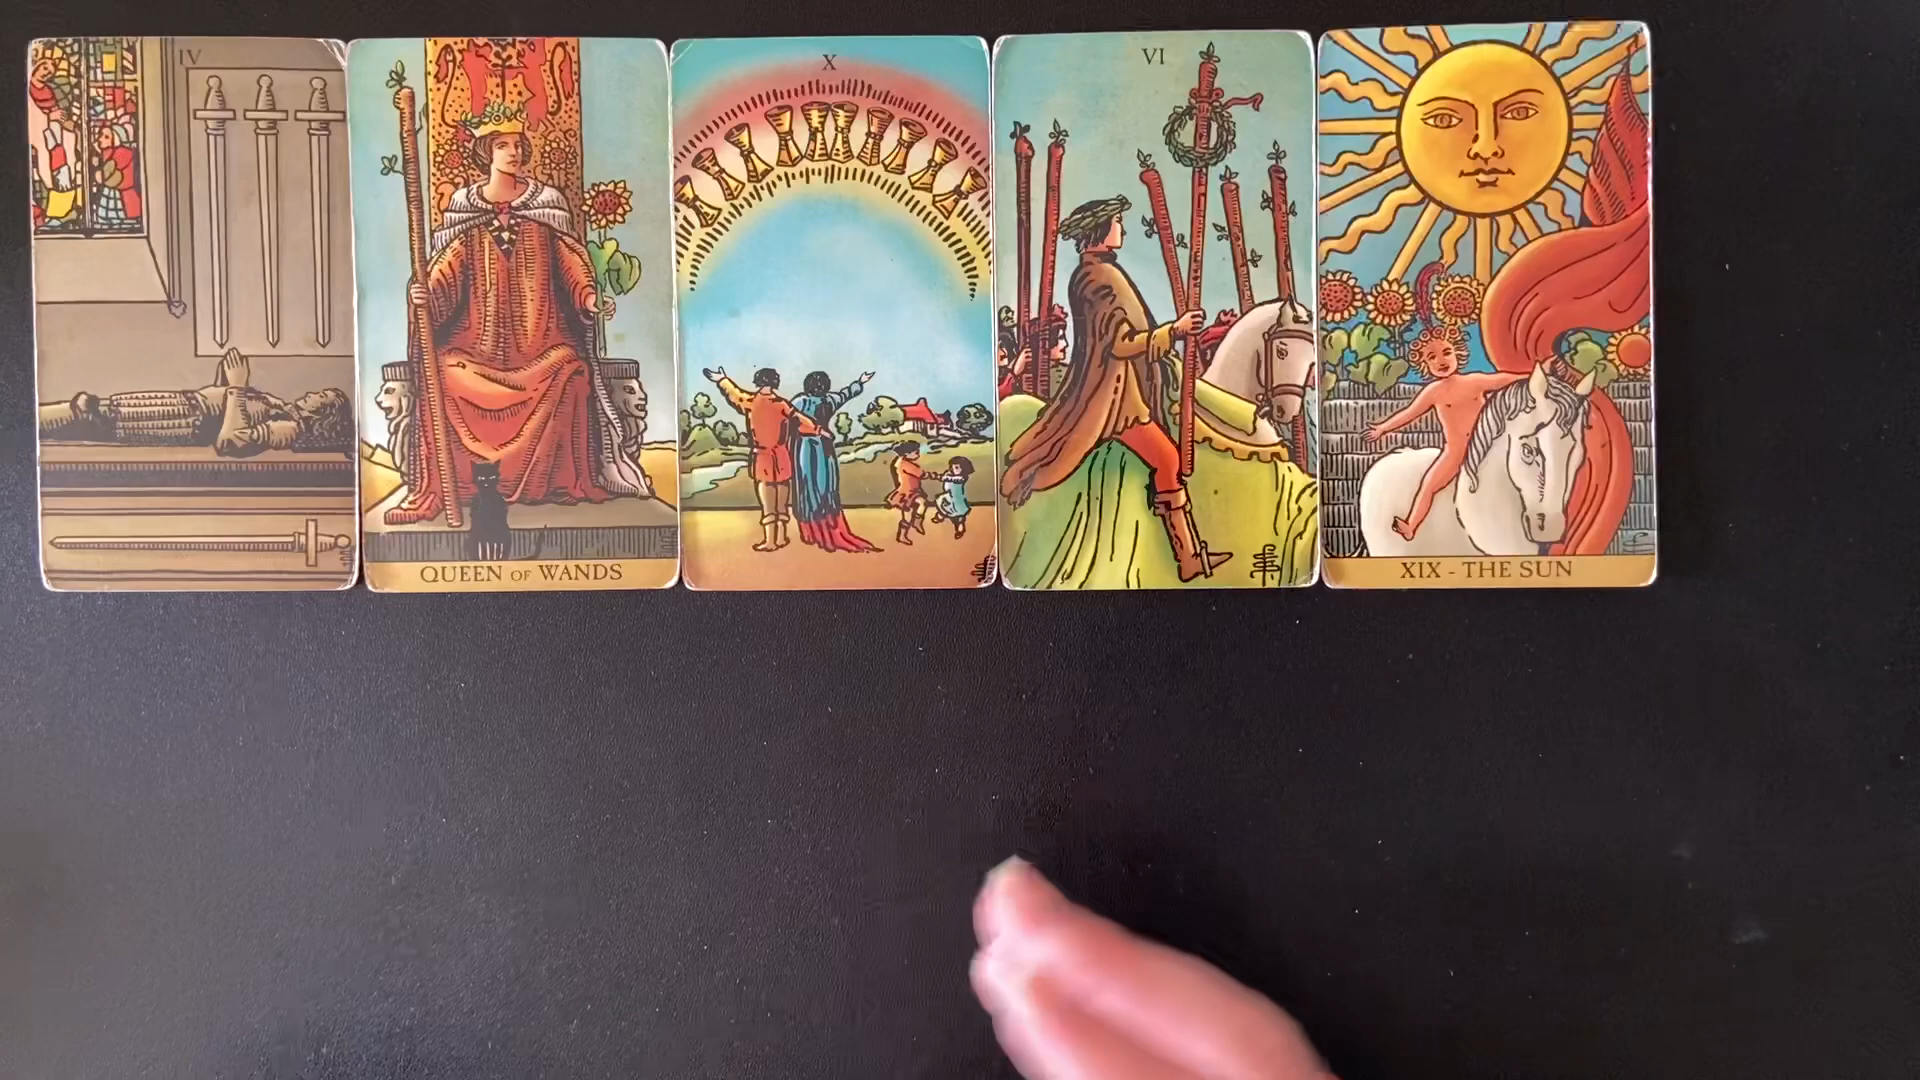 IV
X
VI
QUEEN OF WANDS
XIX - THE SUN